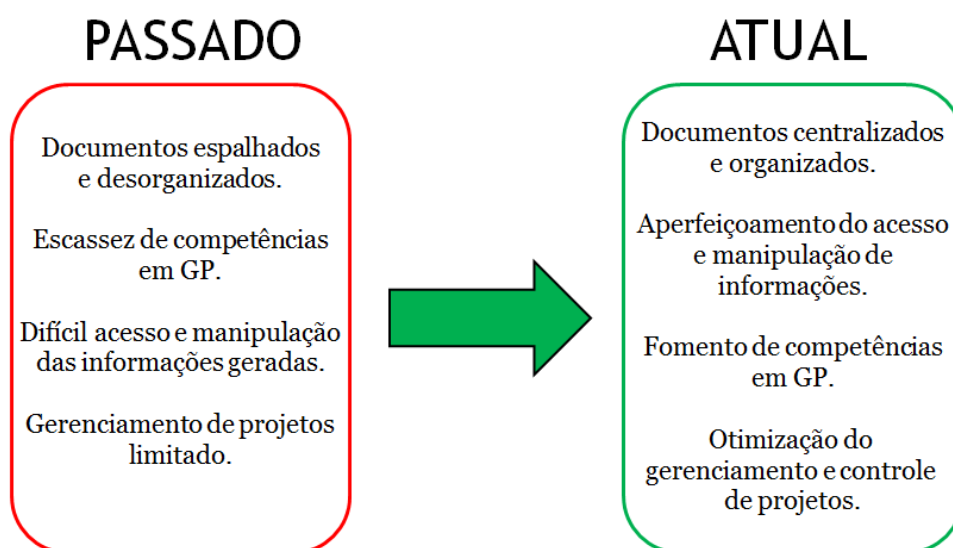 PASSADO
Documentos espalhados
e desorganizados.
Escassez de competências
em GP.
Difícil acesso e manipulação
das informações geradas.
Gerenciamento de projetos
limitado.
ATUAL
Documentos centralizados
e organizados.
Aperfeiçoamento do acesso
e manipulação de
informações.
Fomento de competências
em GP.
Otimização do
gerenciamento e controle
de projetos.